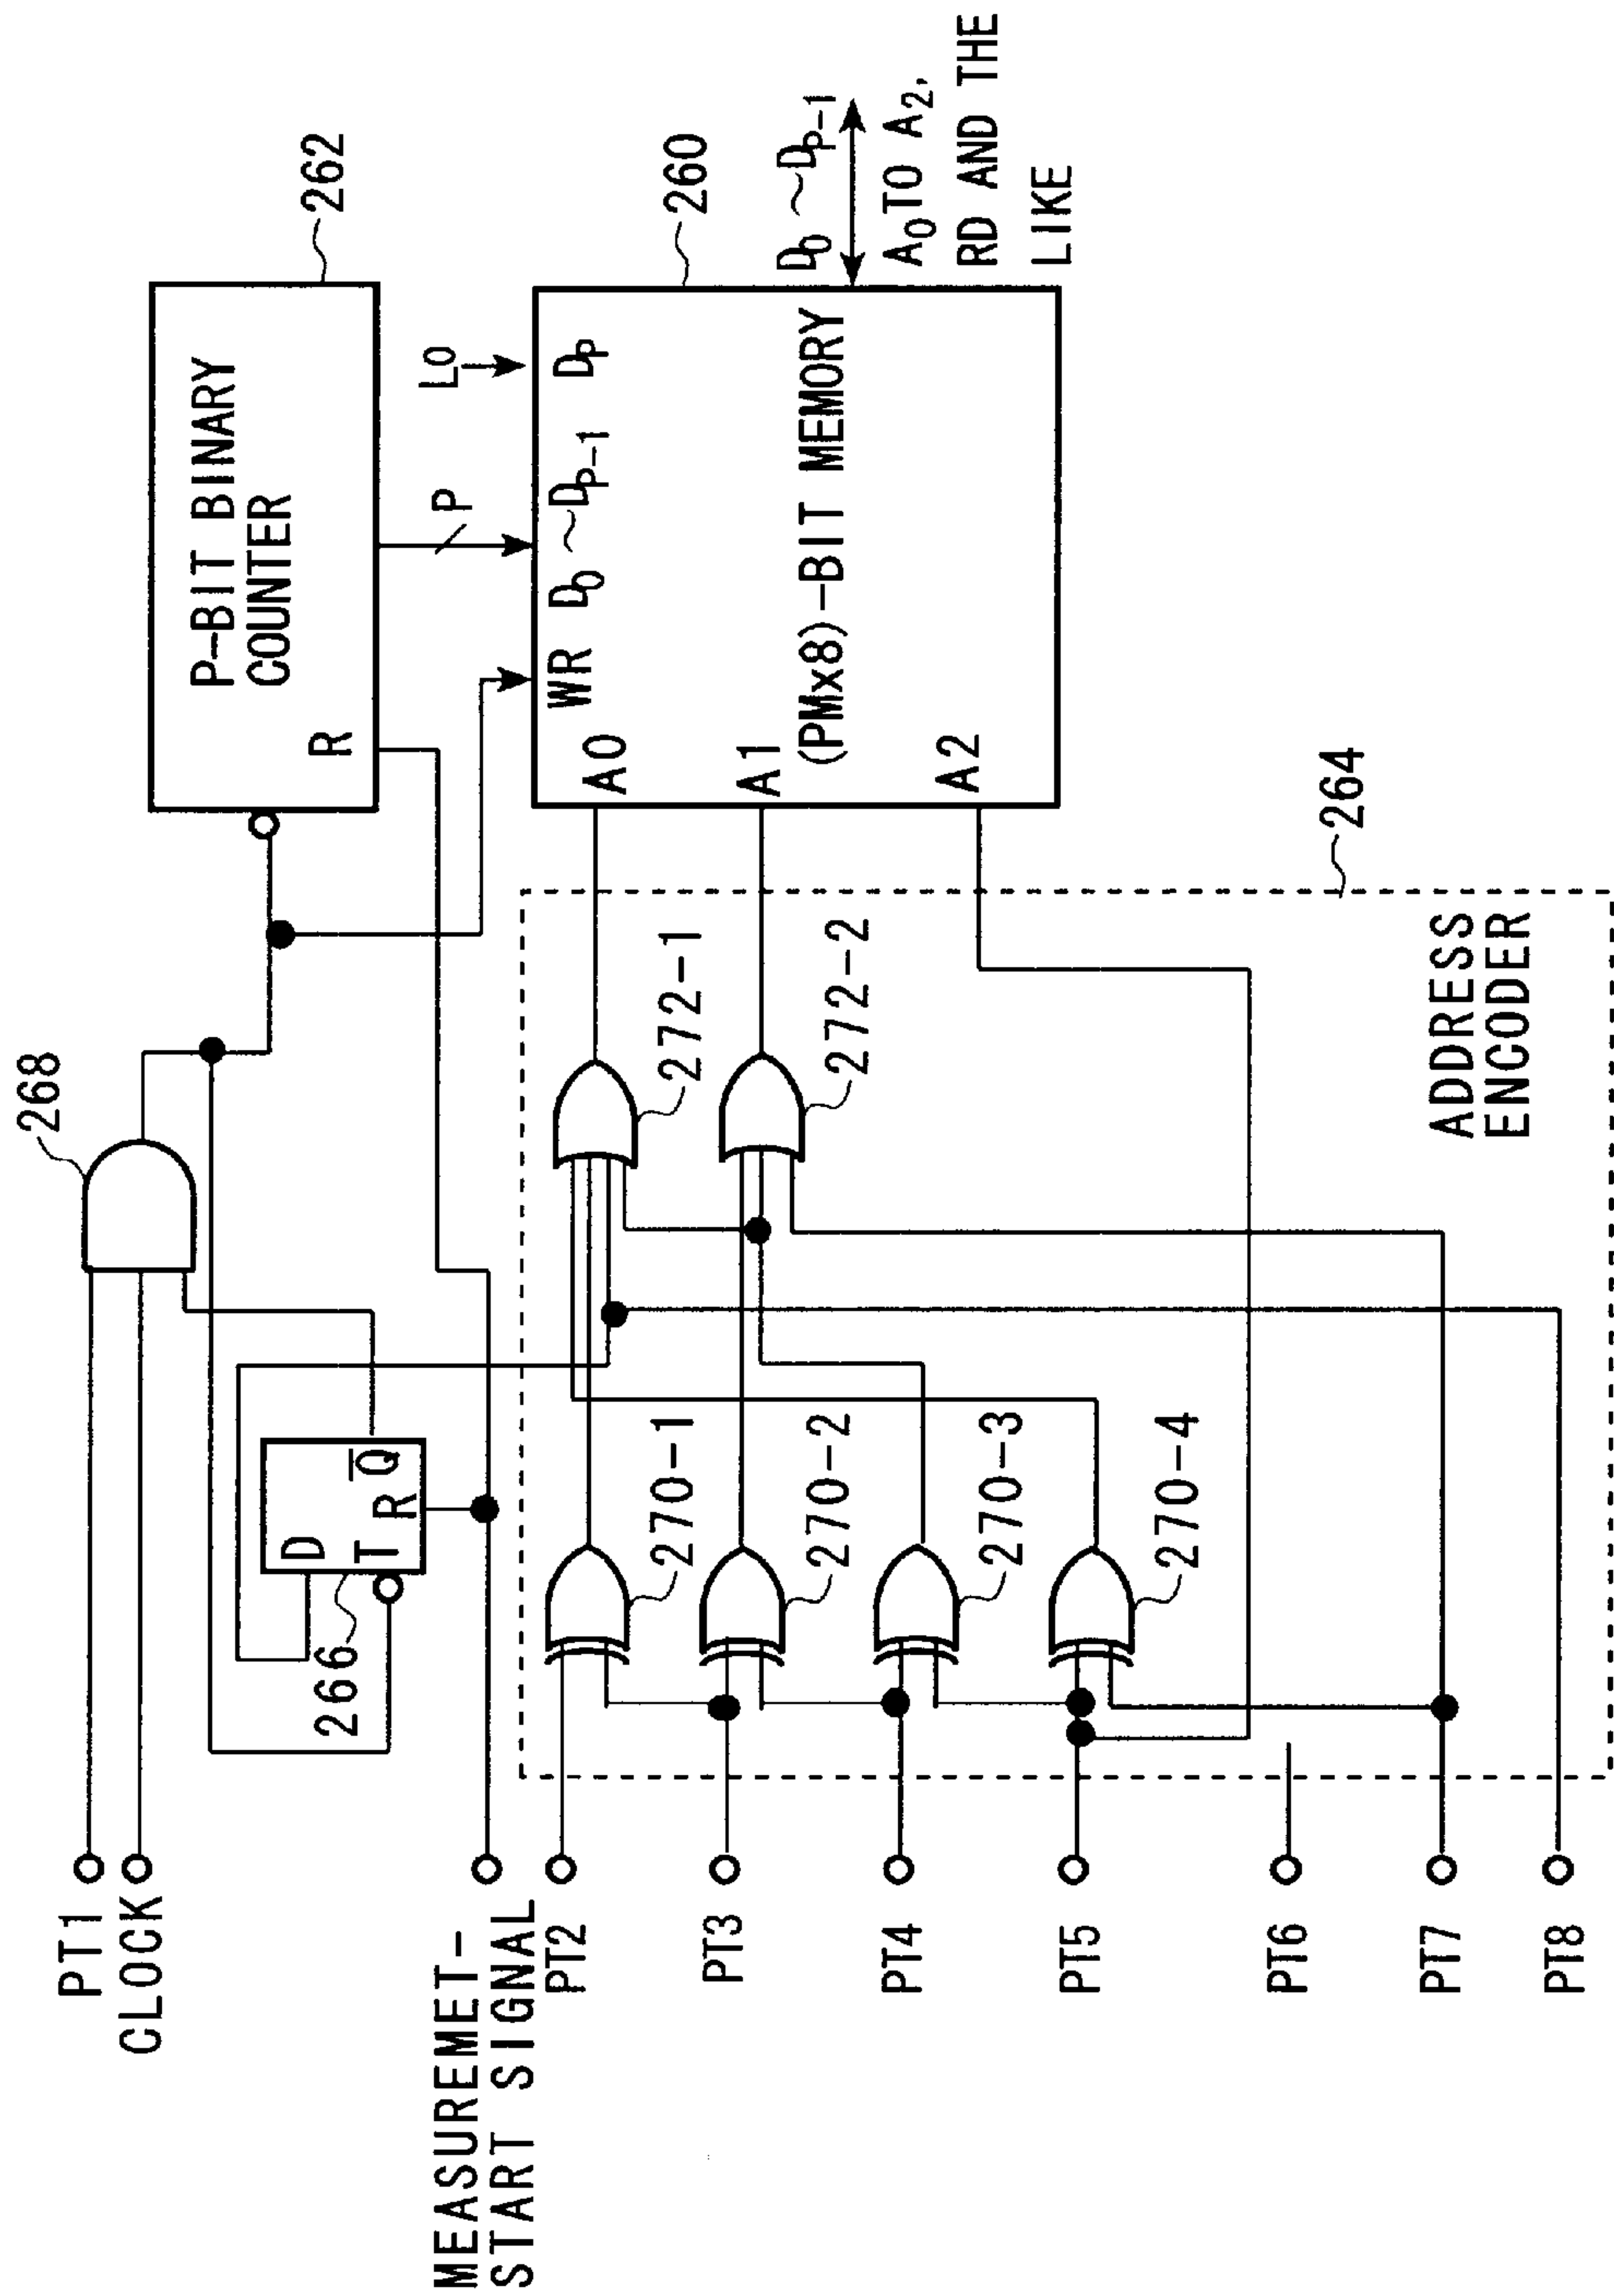 PT1
CLOCK
MEASUREMET-
START SIGNAL
PT2
PT3
PT4
PT5
PT6
PT7
PT8
268
266
D
T
R
Q̅
P-BIT BINARY
COUNTER
R
262
P
LO
WR
D0 ~DP-1
DP
A0
A1
A2
(PMx8)-BIT MEMORY
260
D0 ~DP-1
A0 TO A2,
RD AND THE
LIKE
270-1
270-2
270-3
270-4
272-1
272-2
ADDRESS
ENCODER
264